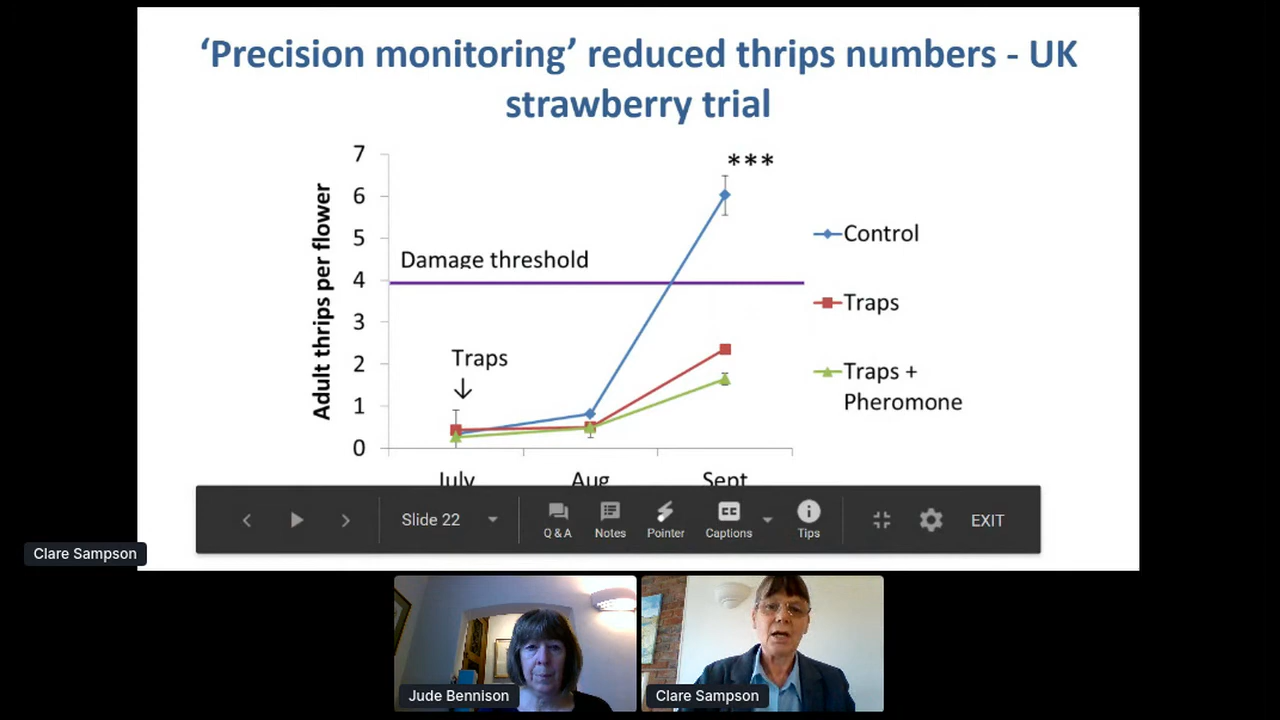 ‘Precision monitoring’ reduced thrips numbers - UK
strawberry trial
7
6
5
4
3
2
1
0
Adult thrips per flower
***
Damage threshold
Traps
↓
July
Aug
Sept
Control
Traps
Traps +
Pheromone
Slide 22
Q & A
Notes
Pointer
CC
Captions
Tips
EXIT
Clare Sampson
Jude Bennison
Clare Sampson